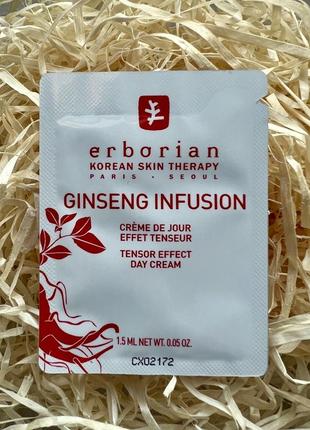 erborian
KOREAN SKIN THERAPY
PARIS - SEOUL
GINSENG INFUSION
CRÈME DE JOUR
EFFET TENSEUR
TENSOR EFFECT
DAY CREAM
1.5 ML NET WT. 0.05 OZ.
CX02172